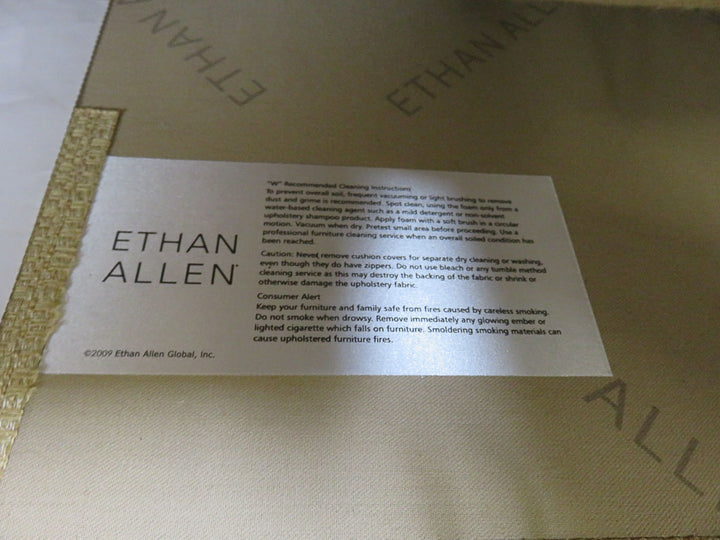 ETHAN
ETHAN ALL
"W" Recommended Cleaning Instructions
To prevent overall soil, frequent vacuuming or light brushing to remove
dust and grime is recommended. Spot clean, using the foam only from a
water-based cleaning agent such as a mild detergent or non-solvent
upholstery shampoo product. Apply foam with a soft brush in a circular
motion. Vacuum when dry. Pretest small area before proceeding. Use a
professional furniture cleaning service when an overall soiled condition has
been reached.
Caution: Never remove cushion covers for separate dry cleaning or washing,
even though they do have zippers. Do not use bleach or any tumble method
cleaning service as this may destroy the backing of the fabric or shrink or
otherwise damage the upholstery fabric.
Consumer Alert
Keep your furniture and family safe from fires caused by careless smoking.
Do not smoke when drowsy. Remove immediately any glowing ember or
lighted cigarette which falls on furniture. Smoldering smoking materials can
cause upholstered furniture fires.
ETHAN
ALLEN
©2009 Ethan Allen Global, Inc.
ALL